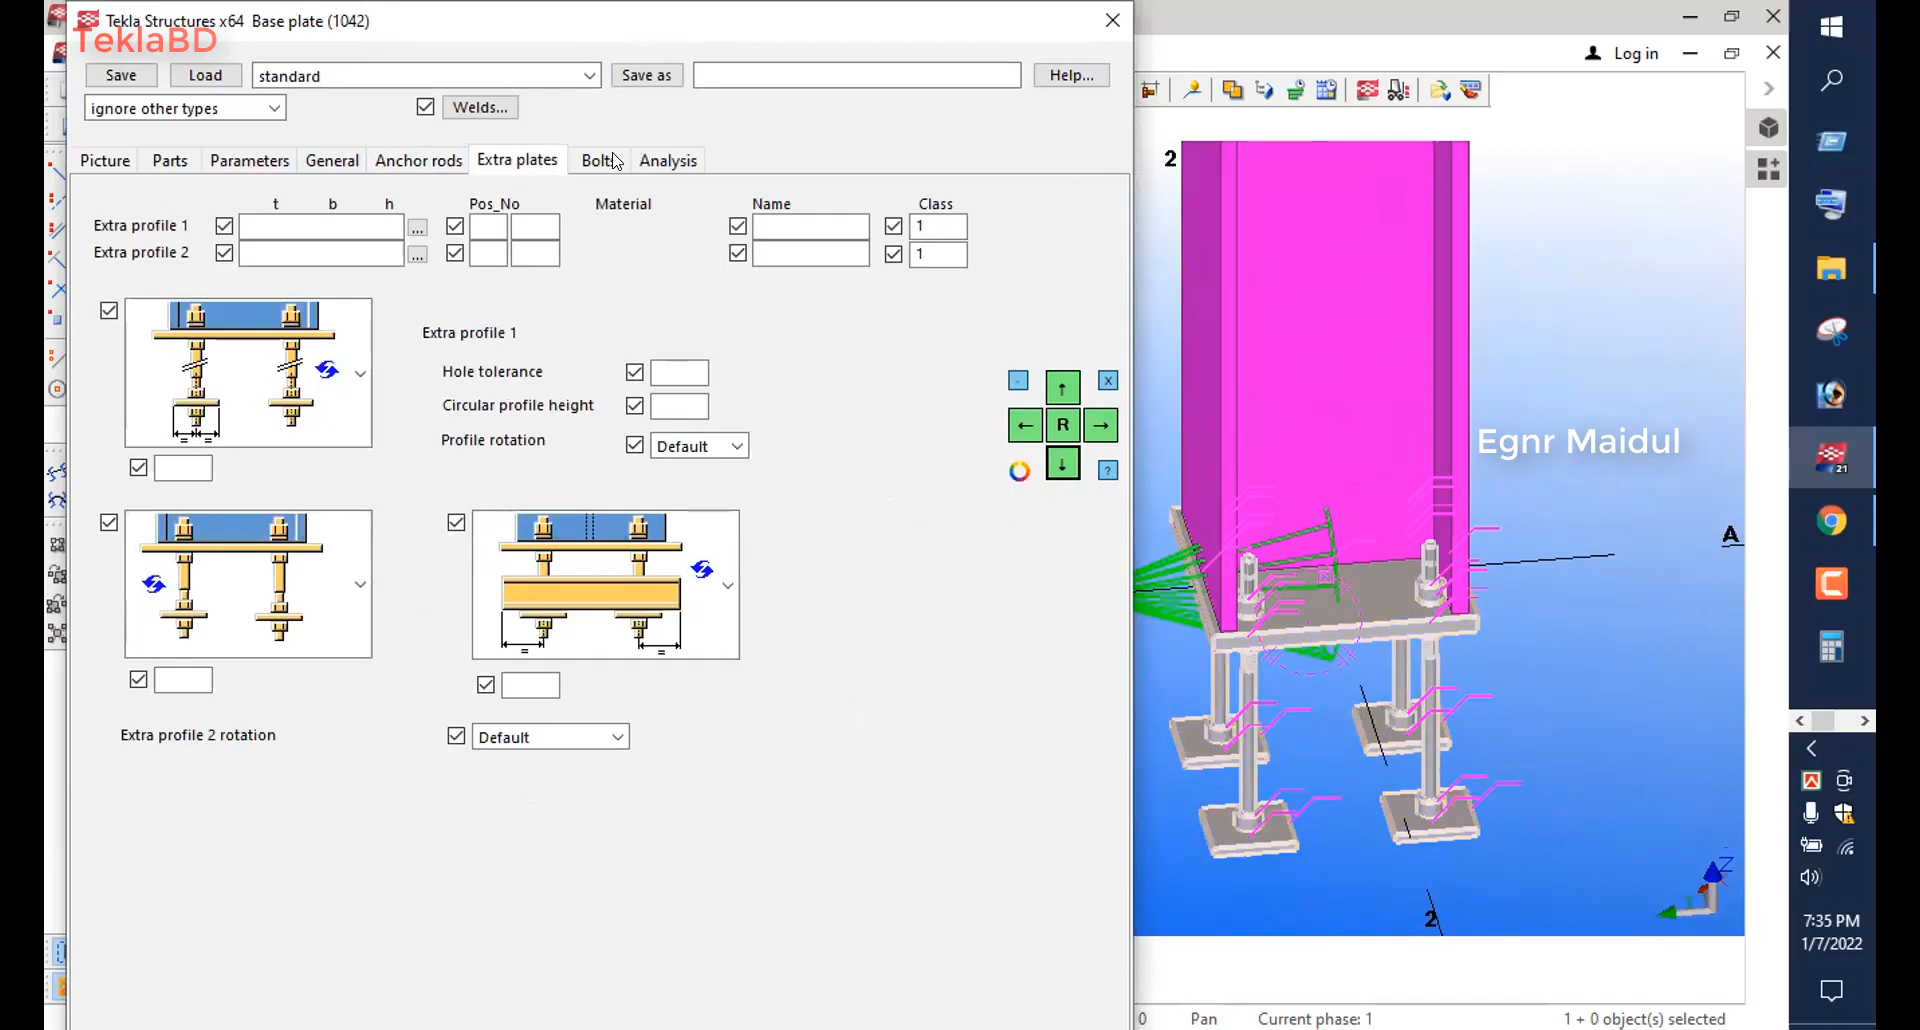 Tekla Structures x64 Base plate (1042)
TeklaBD
Save
Load
standard
Save as
Help...
ignore other types
Welds...
Picture
Parts
Parameters
General
Anchor rods
Extra plates
Bolts
Analysis
t b h
Pos_No
Material
Name
Class
Extra profile 1
...
1
Extra profile 2
...
1
Extra profile 1
Hole tolerance
Circular profile height
Profile rotation
Default
= =
-
↑
X
←
R
→
↓
?
= =
Extra profile 2 rotation
Default
Log in
2
Egnr Maidul
A
2
Z
0
Pan
Current phase: 1
1 + 0 object(s) selected
21
7:35 PM
1/7/2022